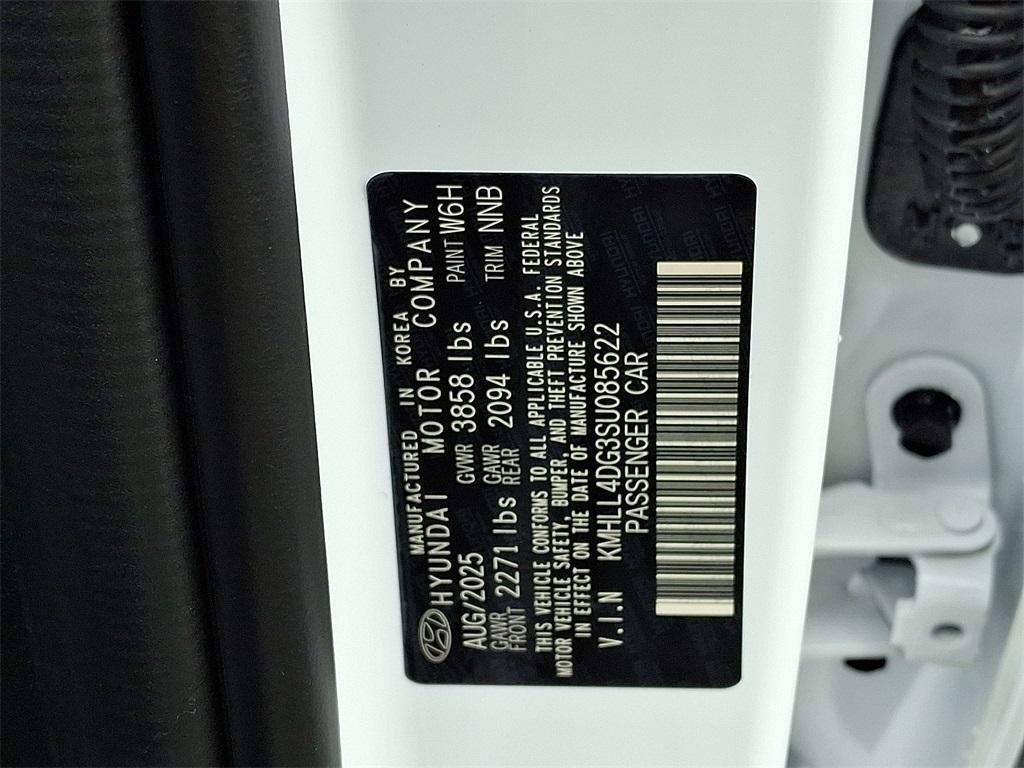 MANUFACTURED IN KOREA BY
HYUNDAI MOTOR COMPANY
AUG/2025 GVWR 3858 lbs PAINT W6H
GAWR FRONT 2271 lbs GAWR REAR 2094 lbs TRIM NNB
THIS VEHICLE CONFORMS TO ALL APPLICABLE U.S.A. FEDERAL
MOTOR VEHICLE SAFETY, BUMPER, AND THEFT PREVENTION STANDARDS
IN EFFECT ON THE DATE OF MANUFACTURE SHOWN ABOVE
V.I.N KMHLL4DG3SU085622
PASSENGER CAR